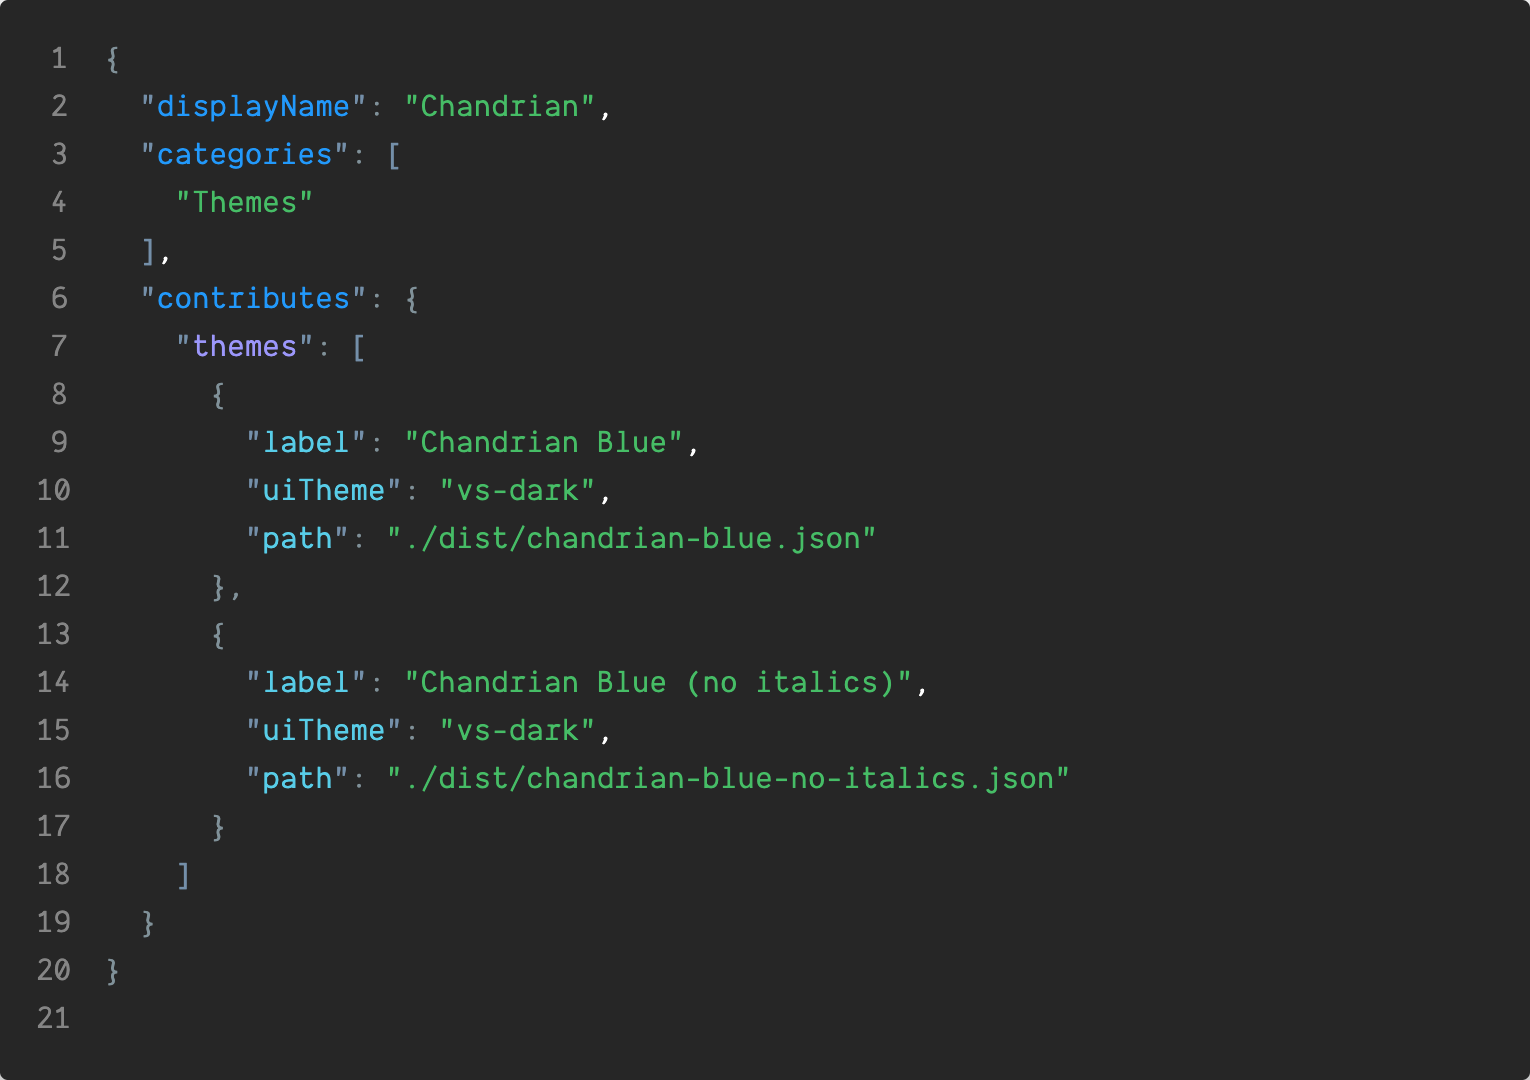 1 {
2   "displayName": "Chandrian",
3   "categories": [
4     "Themes"
5   ],
6   "contributes": {
7     "themes": [
8       {
9         "label": "Chandrian Blue",
10         "uiTheme": "vs-dark",
11         "path": "./dist/chandrian-blue.json"
12       },
13       {
14         "label": "Chandrian Blue (no italics)",
15         "uiTheme": "vs-dark",
16         "path": "./dist/chandrian-blue-no-italics.json"
17       }
18     ]
19   }
20 }
21